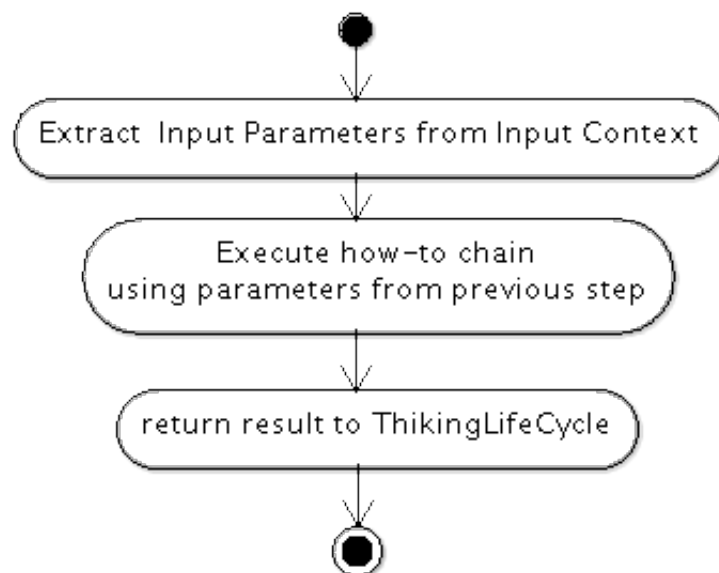 Extract Input Parameters from Input Context
Execute how-to chain
using parameters from previous step
return result to ThikingLifeCycle